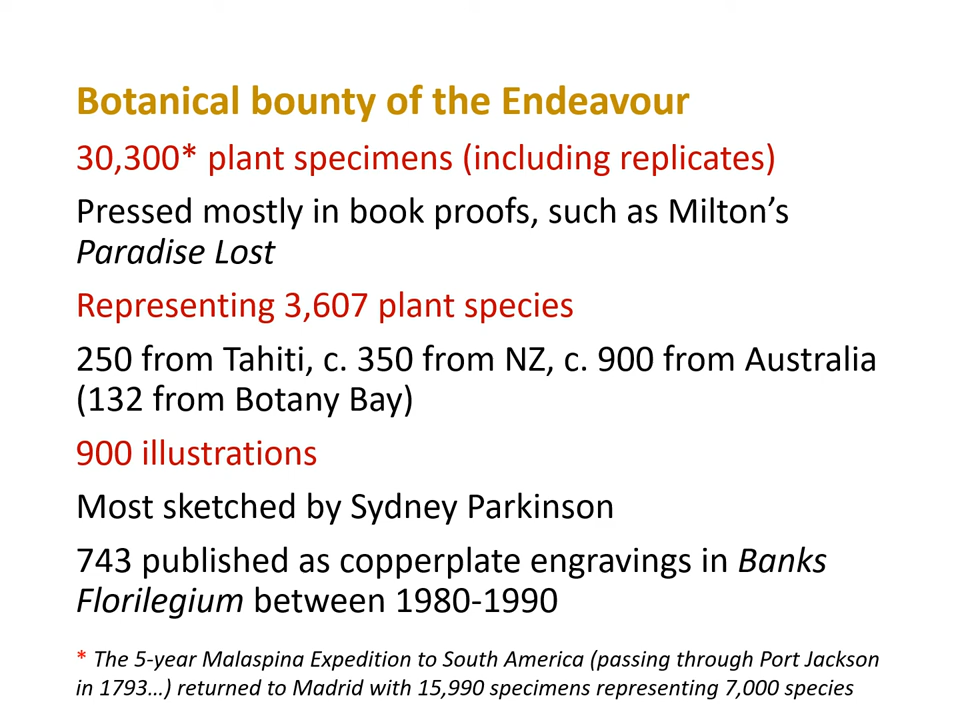 Botanical bounty of the Endeavour
30,300* plant specimens (including replicates)
Pressed mostly in book proofs, such as Milton’s
Paradise Lost
Representing 3,607 plant species
250 from Tahiti, c. 350 from NZ, c. 900 from Australia
(132 from Botany Bay)
900 illustrations
Most sketched by Sydney Parkinson
743 published as copperplate engravings in Banks
Florilegium between 1980-1990
* The 5-year Malaspina Expedition to South America (passing through Port Jackson
in 1793…) returned to Madrid with 15,990 specimens representing 7,000 species